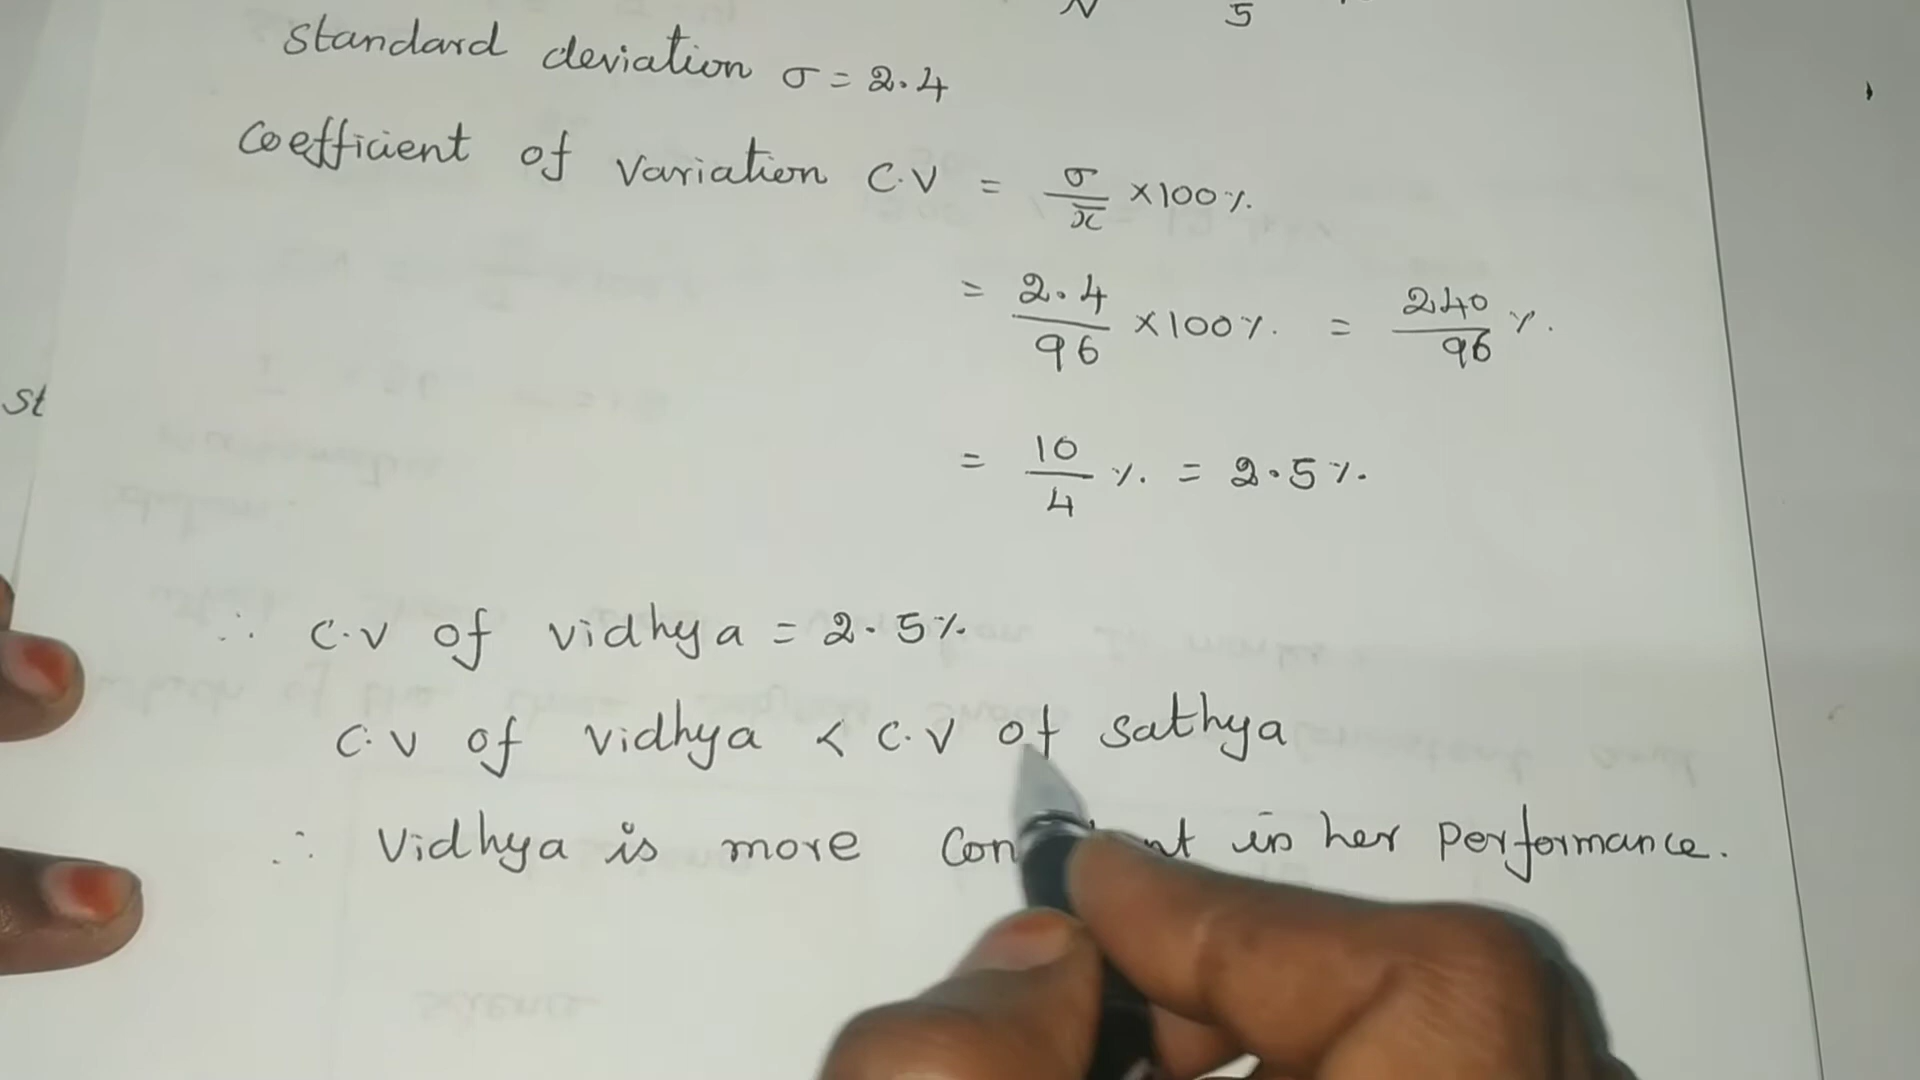 N 5
Standard deviation σ = 2.4
Coefficient of Variation C.V = σ/x̄ ×100%.
= 2.4/96 ×100%. = 240/96 %.
st
= 10/4 %. = 2.5%.
∴ C.V of vidhya = 2.5%.
C.V of vidhya < C.V of Sathya
∴ Vidhya is more in her Performance.